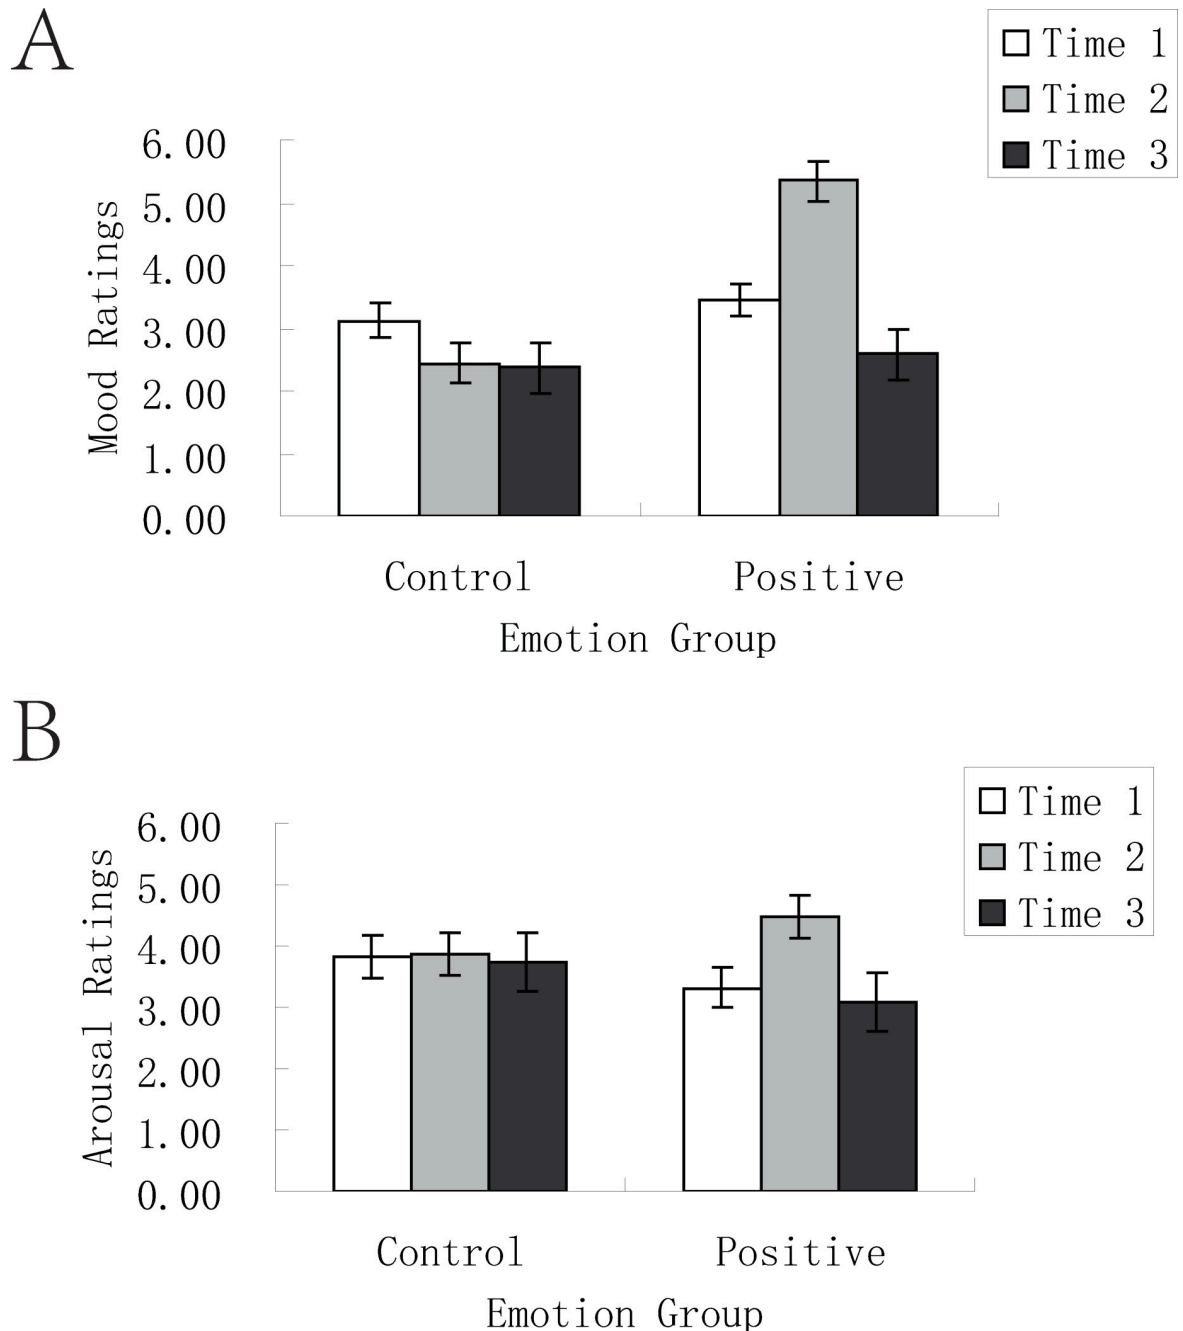 A
Time 1
Time 2
Time 3
6.00
5.00
4.00
3.00
2.00
1.00
0.00
Mood Ratings
Control Positive
Emotion Group
B
Time 1
Time 2
Time 3
6.00
5.00
4.00
3.00
2.00
1.00
0.00
Arousal Ratings
Control Positive
Emotion Group